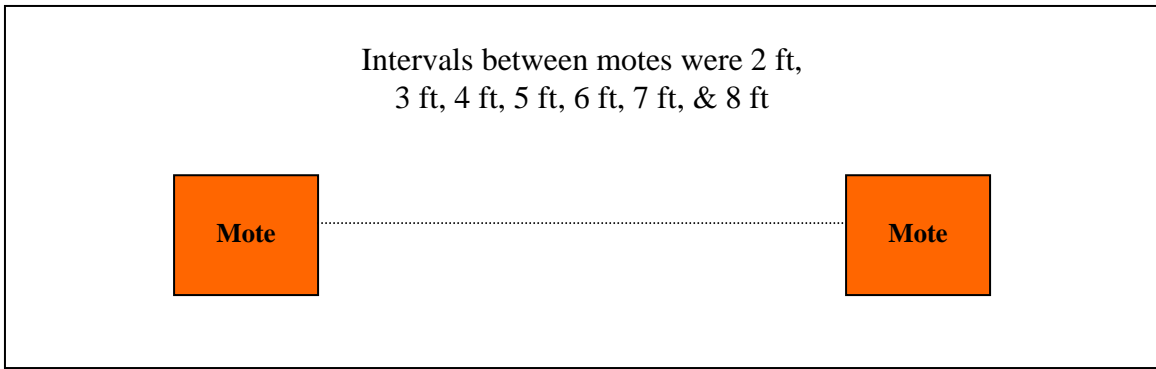 Intervals between motes were 2 ft,
3 ft, 4 ft, 5 ft, 6 ft, 7 ft, & 8 ft
Mote
Mote